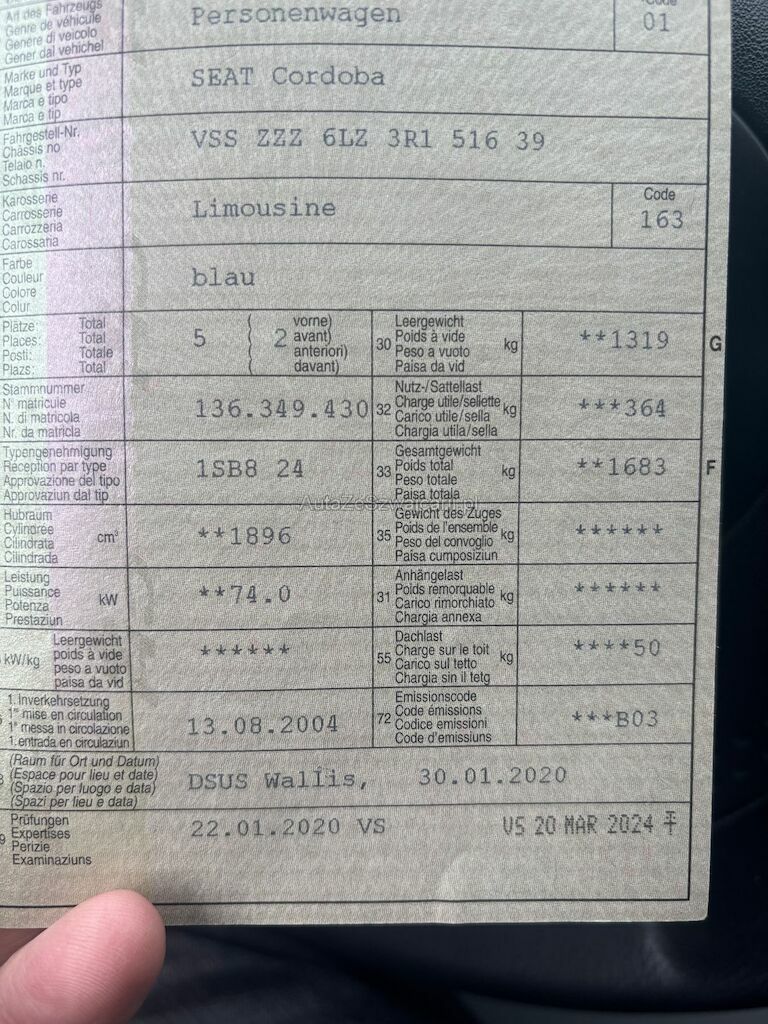 Art des Fahrzeugs
Genre de véhicule
Genere di veicolo
Gener dal vehichel
Personenwagen
Code
01
Marke und Typ
Marque et type
Marca e tipo
Marca e tip
SEAT Cordoba
Fahrgestell-Nr.
Châssis no
Telaio n.
Schassis nr.
VSS ZZZ 6LZ 3R1 516 39
Karosserie
Carrosserie
Carrozzeria
Carossaria
Limousine
Code
163
Farbe
Couleur
Colore
Colur
blau
Plätze: Total
Places: Total
Posti: Totale
Plazs: Total
5 ( 2 vorne)
avant)
anteriori)
davant)
30 Leergewicht
Poids à vide
Peso a vuoto
Paisa da vid
kg
**1319
G
Stammnummer
N° matricule
N. di matricola
Nr. da matricla
136.349.430
32 Nutz-/Sattellast
Charge utile/sellette
Carico utile/sella
Chargia utila/sella
kg
***364
Typengenehmigung
Réception par type
Approvazione del tipo
Approvaziun dal tip
1SB8 24
33 Gesamtgewicht
Poids total
Peso totale
Paisa totala
kg
**1683
F
Hubraum
Cylindrée
Cilindrata
Cilindrada
cm³
**1896
35 Gewicht des Zuges
Poids de l'ensemble
Peso del convoglio
Paisa cumposiziun
kg
******
Leistung
Puissance
Potenza
Prestaziun
kW
**74.0
31 Anhängelast
Poids remorquable
Carico rimorchiato
Chargia annexa
kg
******
kW/kg
Leergewicht
poids à vide
peso a vuoto
paisa da vid
******
55 Dachlast
Charge sur le toit
Carico sul tetto
Chargia sin il tetg
kg
****50
1. Inverkehrsetzung
1re mise en circulation
1a messa in circolazione
1. entrada en circulaziun
13.08.2004
72 Emissionscode
Code émissions
Codice emissioni
Code d'emissiuns
***B03
(Raum für Ort und Datum)
(Espace pour lieu et date)
(Spazio per luogo e data)
(Spazi per lieu e data)
DSUS Wallis, 30.01.2020
Prüfungen
Expertises
Perizie
Examinaziuns
22.01.2020 VS
VS 20 MAR 2024